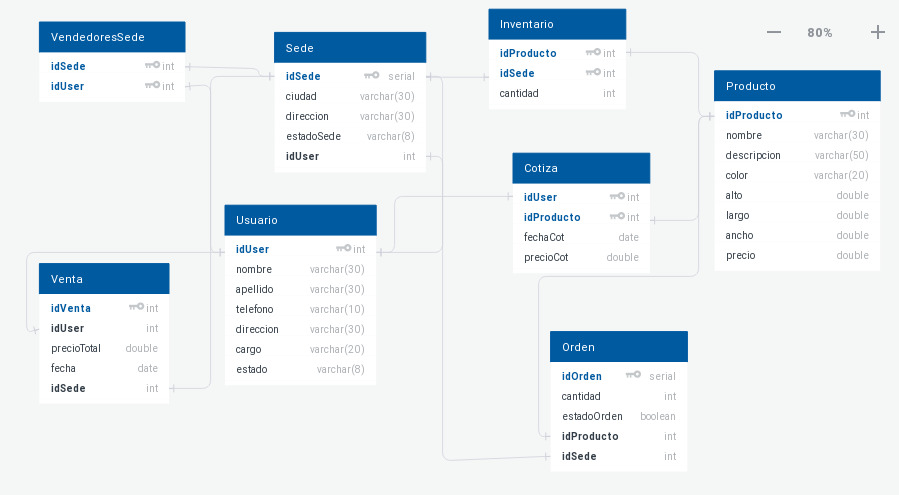 VendedoresSede
idSede int
idUser int
Sede
idSede serial
ciudad varchar(30)
direccion varchar(30)
estadoSede varchar(8)
idUser int
Inventario
idProducto int
idSede int
cantidad int
80%
Producto
idProducto int
nombre varchar(30)
descripcion varchar(50)
color varchar(20)
alto double
largo double
ancho double
precio double
Cotiza
idUser int
idProducto int
fechaCot date
precioCot double
Usuario
idUser int
nombre varchar(30)
apellido varchar(30)
telefono varchar(10)
direccion varchar(30)
cargo varchar(20)
estado varchar(8)
Venta
idVenta int
idUser int
precioTotal double
fecha date
idSede int
Orden
idOrden serial
cantidad int
estadoOrden boolean
idProducto int
idSede int